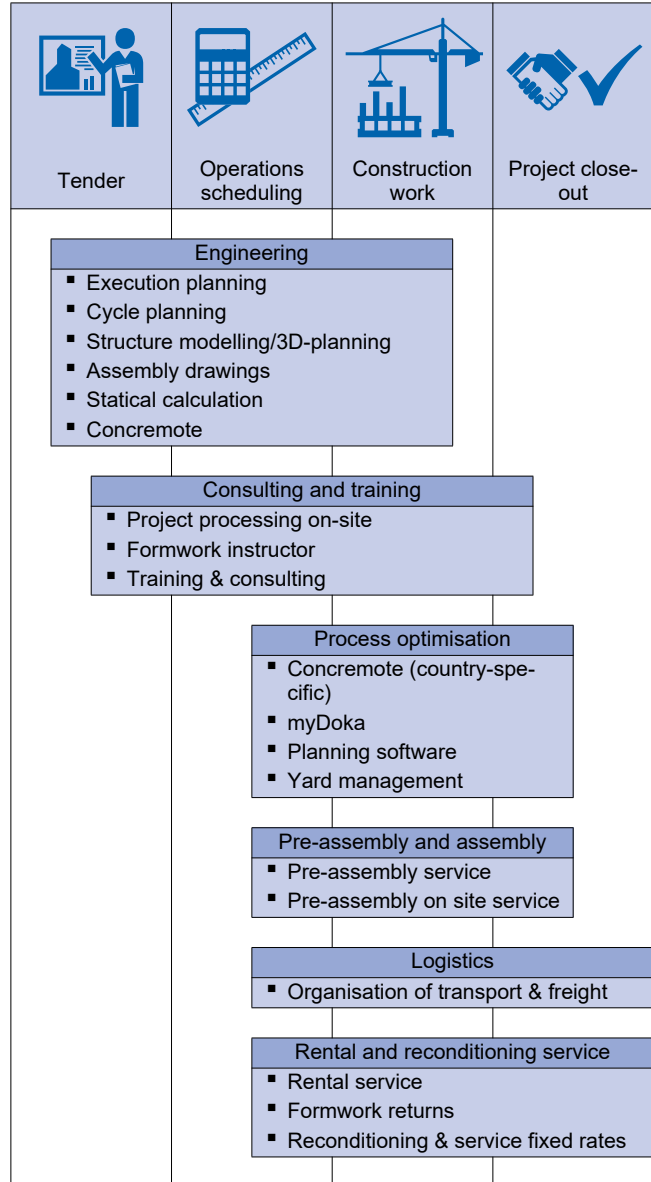 Tender
Operations
scheduling
Construction
work
Project close-
out
Engineering
▪ Execution planning
▪ Cycle planning
▪ Structure modelling/3D-planning
▪ Assembly drawings
▪ Statical calculation
▪ Concremote
Consulting and training
▪ Project processing on-site
▪ Formwork instructor
▪ Training & consulting
Process optimisation
▪ Concremote (country-spe-
cific)
▪ myDoka
▪ Planning software
▪ Yard management
Pre-assembly and assembly
▪ Pre-assembly service
▪ Pre-assembly on site service
Logistics
▪ Organisation of transport & freight
Rental and reconditioning service
▪ Rental service
▪ Formwork returns
▪ Reconditioning & service fixed rates